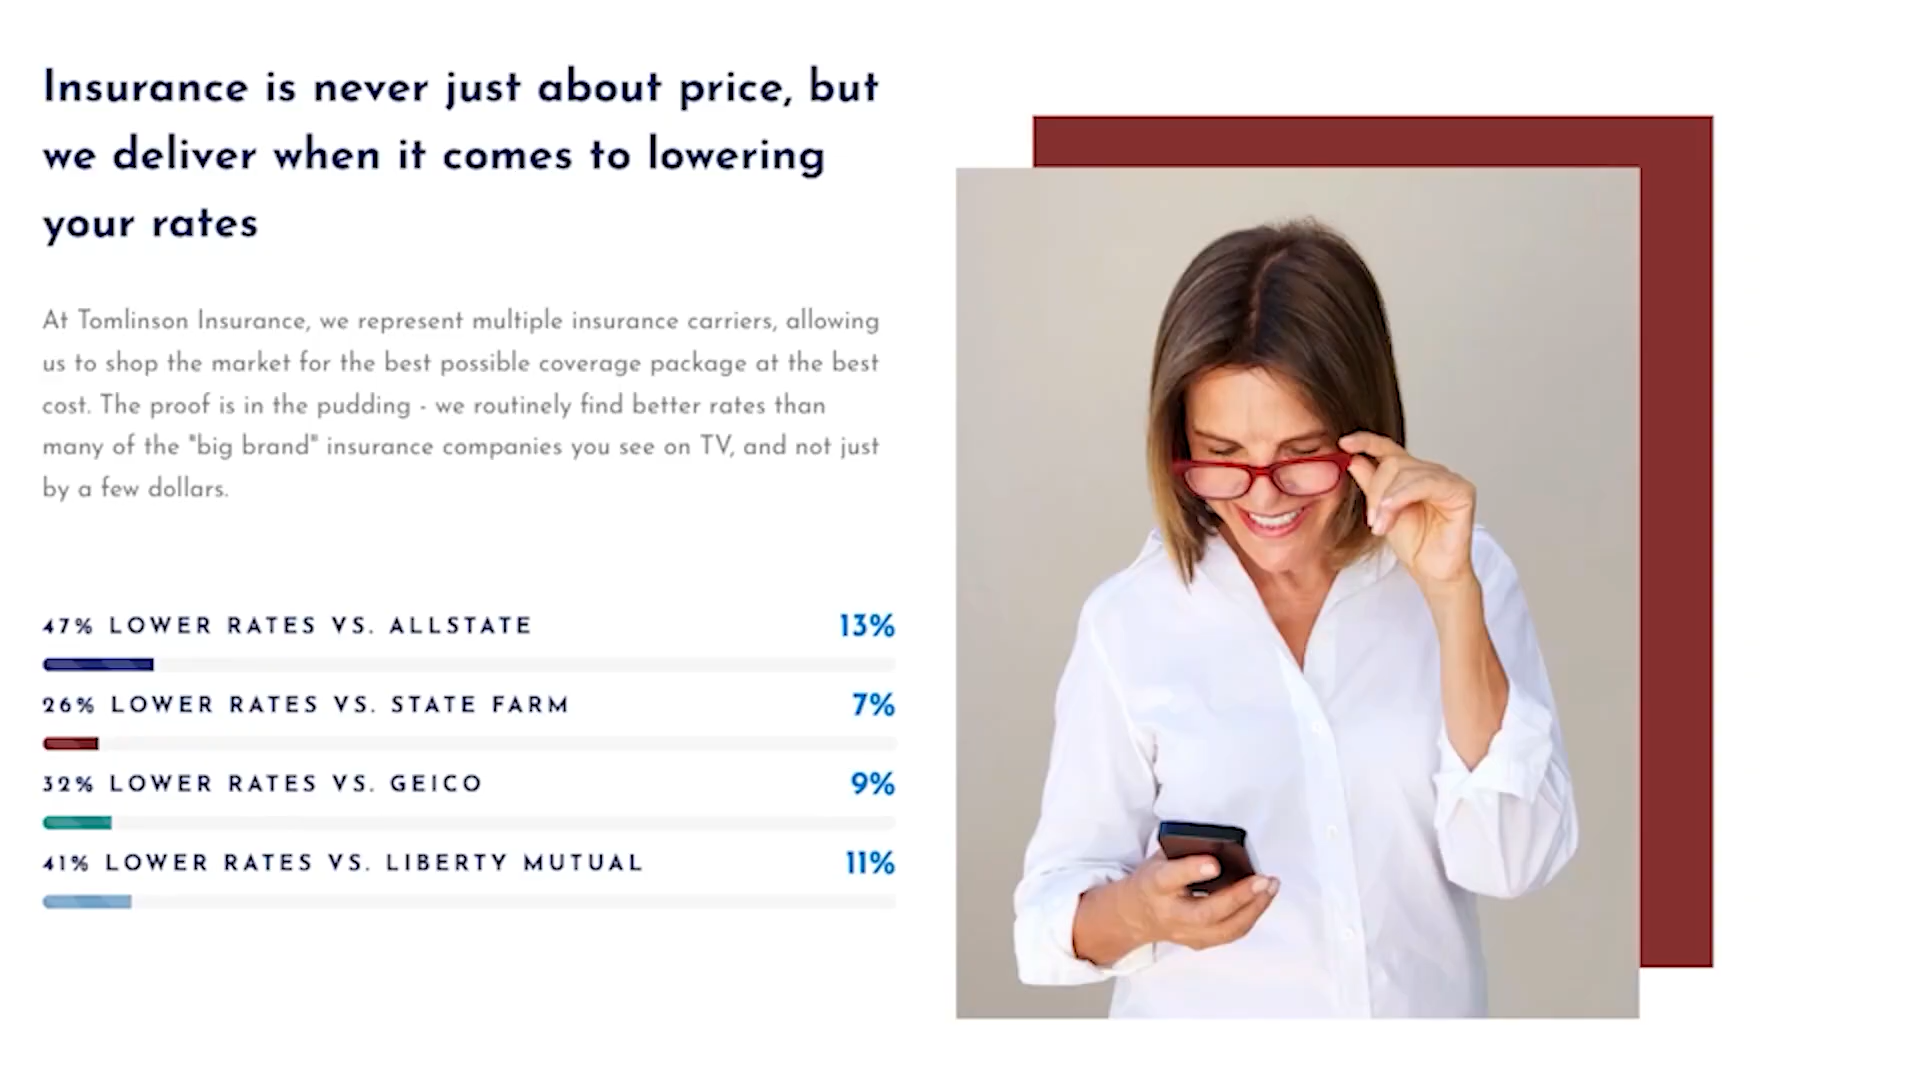 Insurance is never just about price, but
we deliver when it comes to lowering
your rates
At Tomlinson Insurance, we represent multiple insurance carriers, allowing
us to shop the market for the best possible coverage package at the best
cost. The proof is in the pudding - we routinely find better rates than
many of the "big brand" insurance companies you see on TV, and not just
by a few dollars.
47% LOWER RATES VS. ALLSTATE 13%
26% LOWER RATES VS. STATE FARM 7%
32% LOWER RATES VS. GEICO 9%
41% LOWER RATES VS. LIBERTY MUTUAL 11%